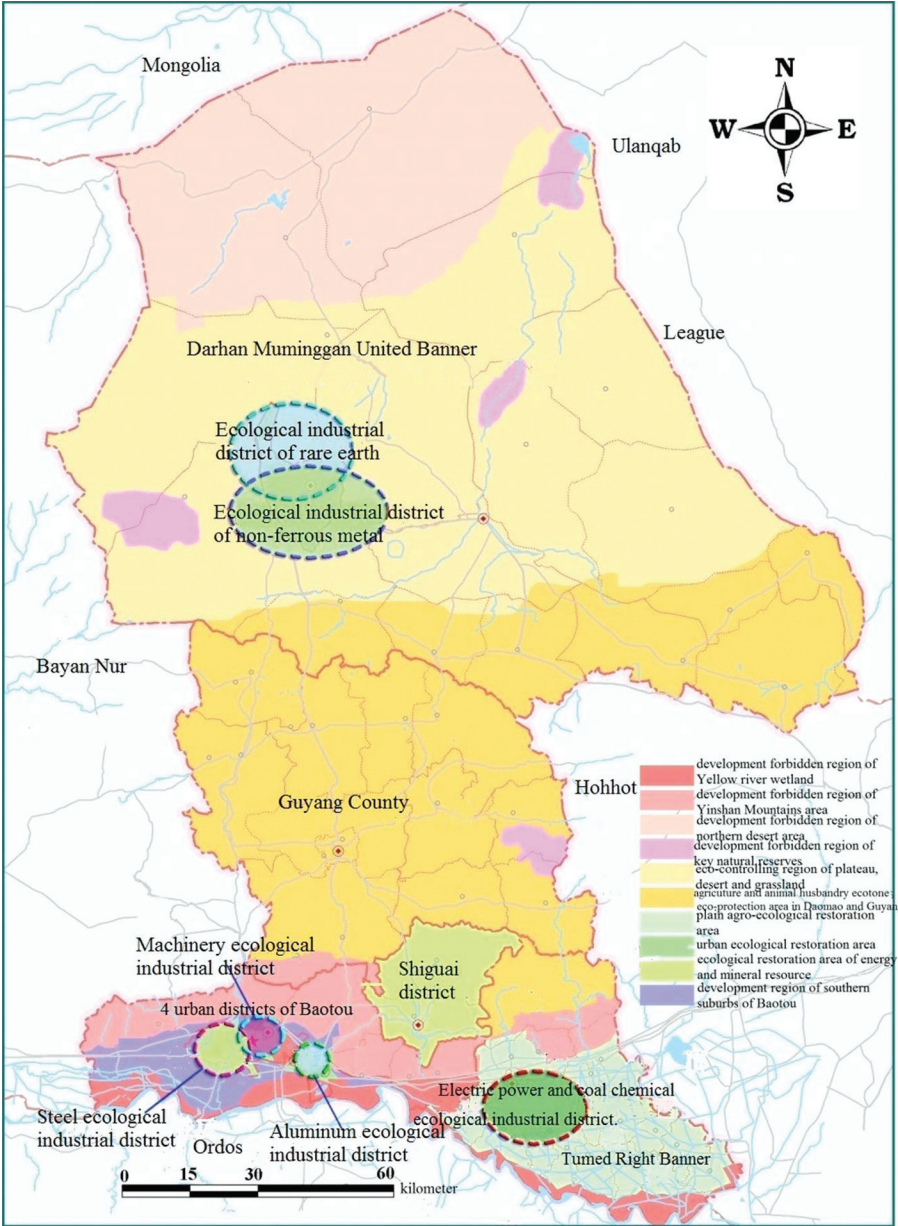 Mongolia
N
W
E
S
Ulanqab
League
Darhan Muminggan United Banner
Ecological industrial
district of rare earth
Ecological industrial district
of non-ferrous metal
Bayan Nur
Hohhot
Guyang County
development forbidden region of
Yellow river wetland
development forbidden region of
Yinshan Mountains area
development forbidden region of
northern desert area
development forbidden region of
key natural reserves
eco-controlling region of plateau,
desert and grassland
agricure and animal husbandry ecotone
eco-protection area in Daomao and Guyan
plain agro-ecological restoration
area
urban ecological restoration area
ecological restoration area of energy
and mineral resource
development region of southern
suburbs of Baotou
Machinery ecological
industrial district
Shiguai
district
4 urban districts of Baotou
Electric power and coal chemical
ecological industrial district.
Steel ecological
industrial district
Aluminum ecological
industrial district
Ordos
Tumed Right Banner
0 15 30 60
kilometer